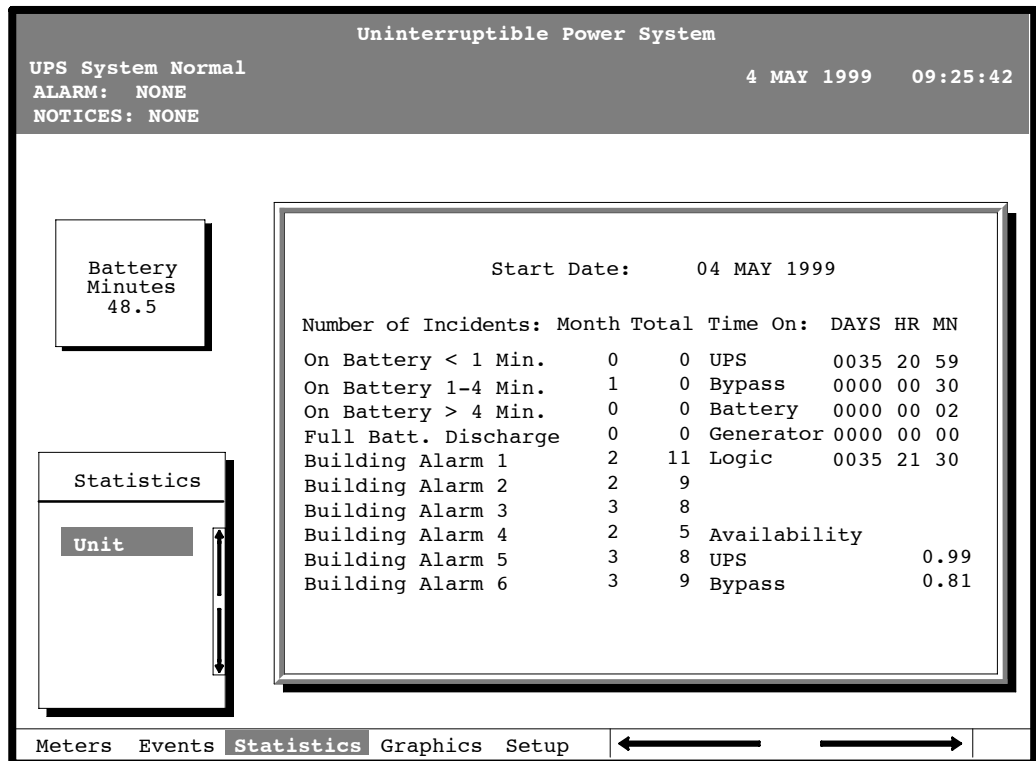 Uninterruptible Power System
UPS System Normal
4 MAY 1999 09:25:42
ALARM: NONE
NOTICES: NONE
Battery
Minutes
48.5
Start Date: 04 MAY 1999
Number of Incidents: Month Total Time On: DAYS HR MN
On Battery < 1 Min. 0 0 UPS 0035 20 59
On Battery 1-4 Min. 1 0 Bypass 0000 00 30
On Battery > 4 Min. 0 0 Battery 0000 00 02
Full Batt. Discharge 0 0 Generator 0000 00 00
Building Alarm 1 2 11 Logic 0035 21 30
Building Alarm 2 2 9
Building Alarm 3 3 8
Building Alarm 4 2 5 Availability
Building Alarm 5 3 8 UPS 0.99
Building Alarm 6 3 9 Bypass 0.81
Statistics
Unit
Meters Events Statistics Graphics Setup